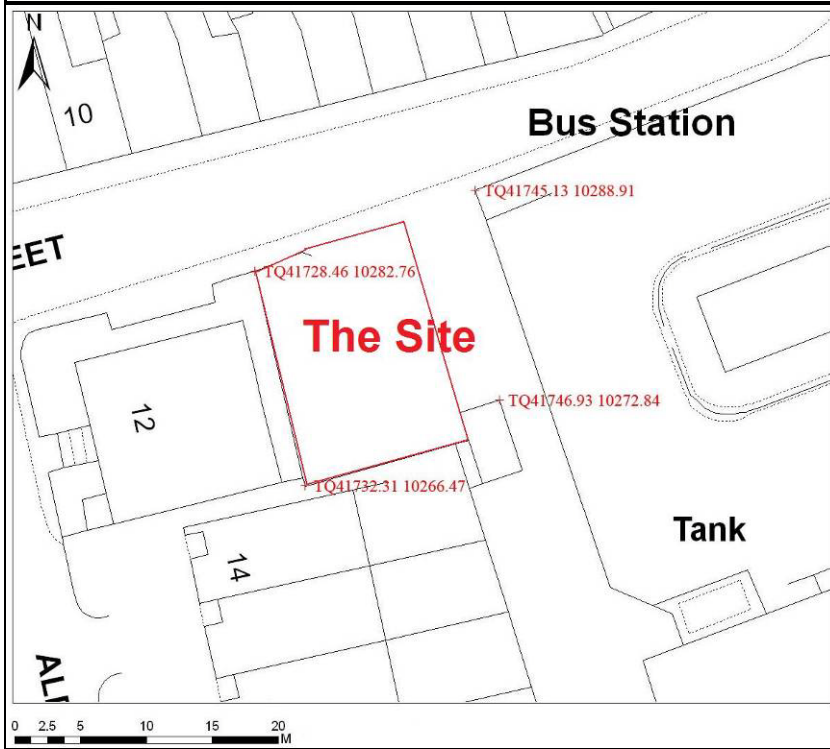 N
10
Bus Station
TQ41745.13 10288.91
EET
TQ41728.46 10282.76
The Site
12
TQ41746.93 10272.84
TQ41732.31 10266.47
Tank
14
AL
0 2.5 5 10 15 20
M